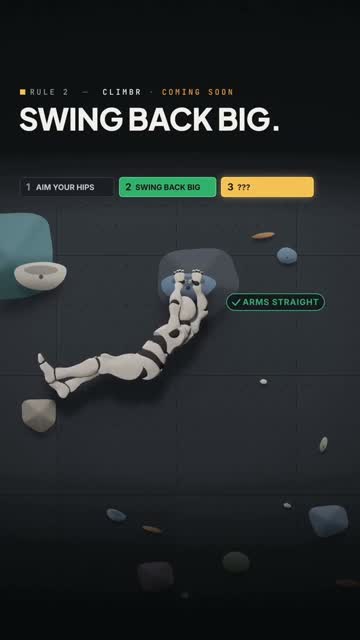 RULE 2 — CLIMBR · COMING SOON
SWING BACK BIG.
1 AIM YOUR HIPS
2 SWING BACK BIG
3 ???
ARMS STRAIGHT